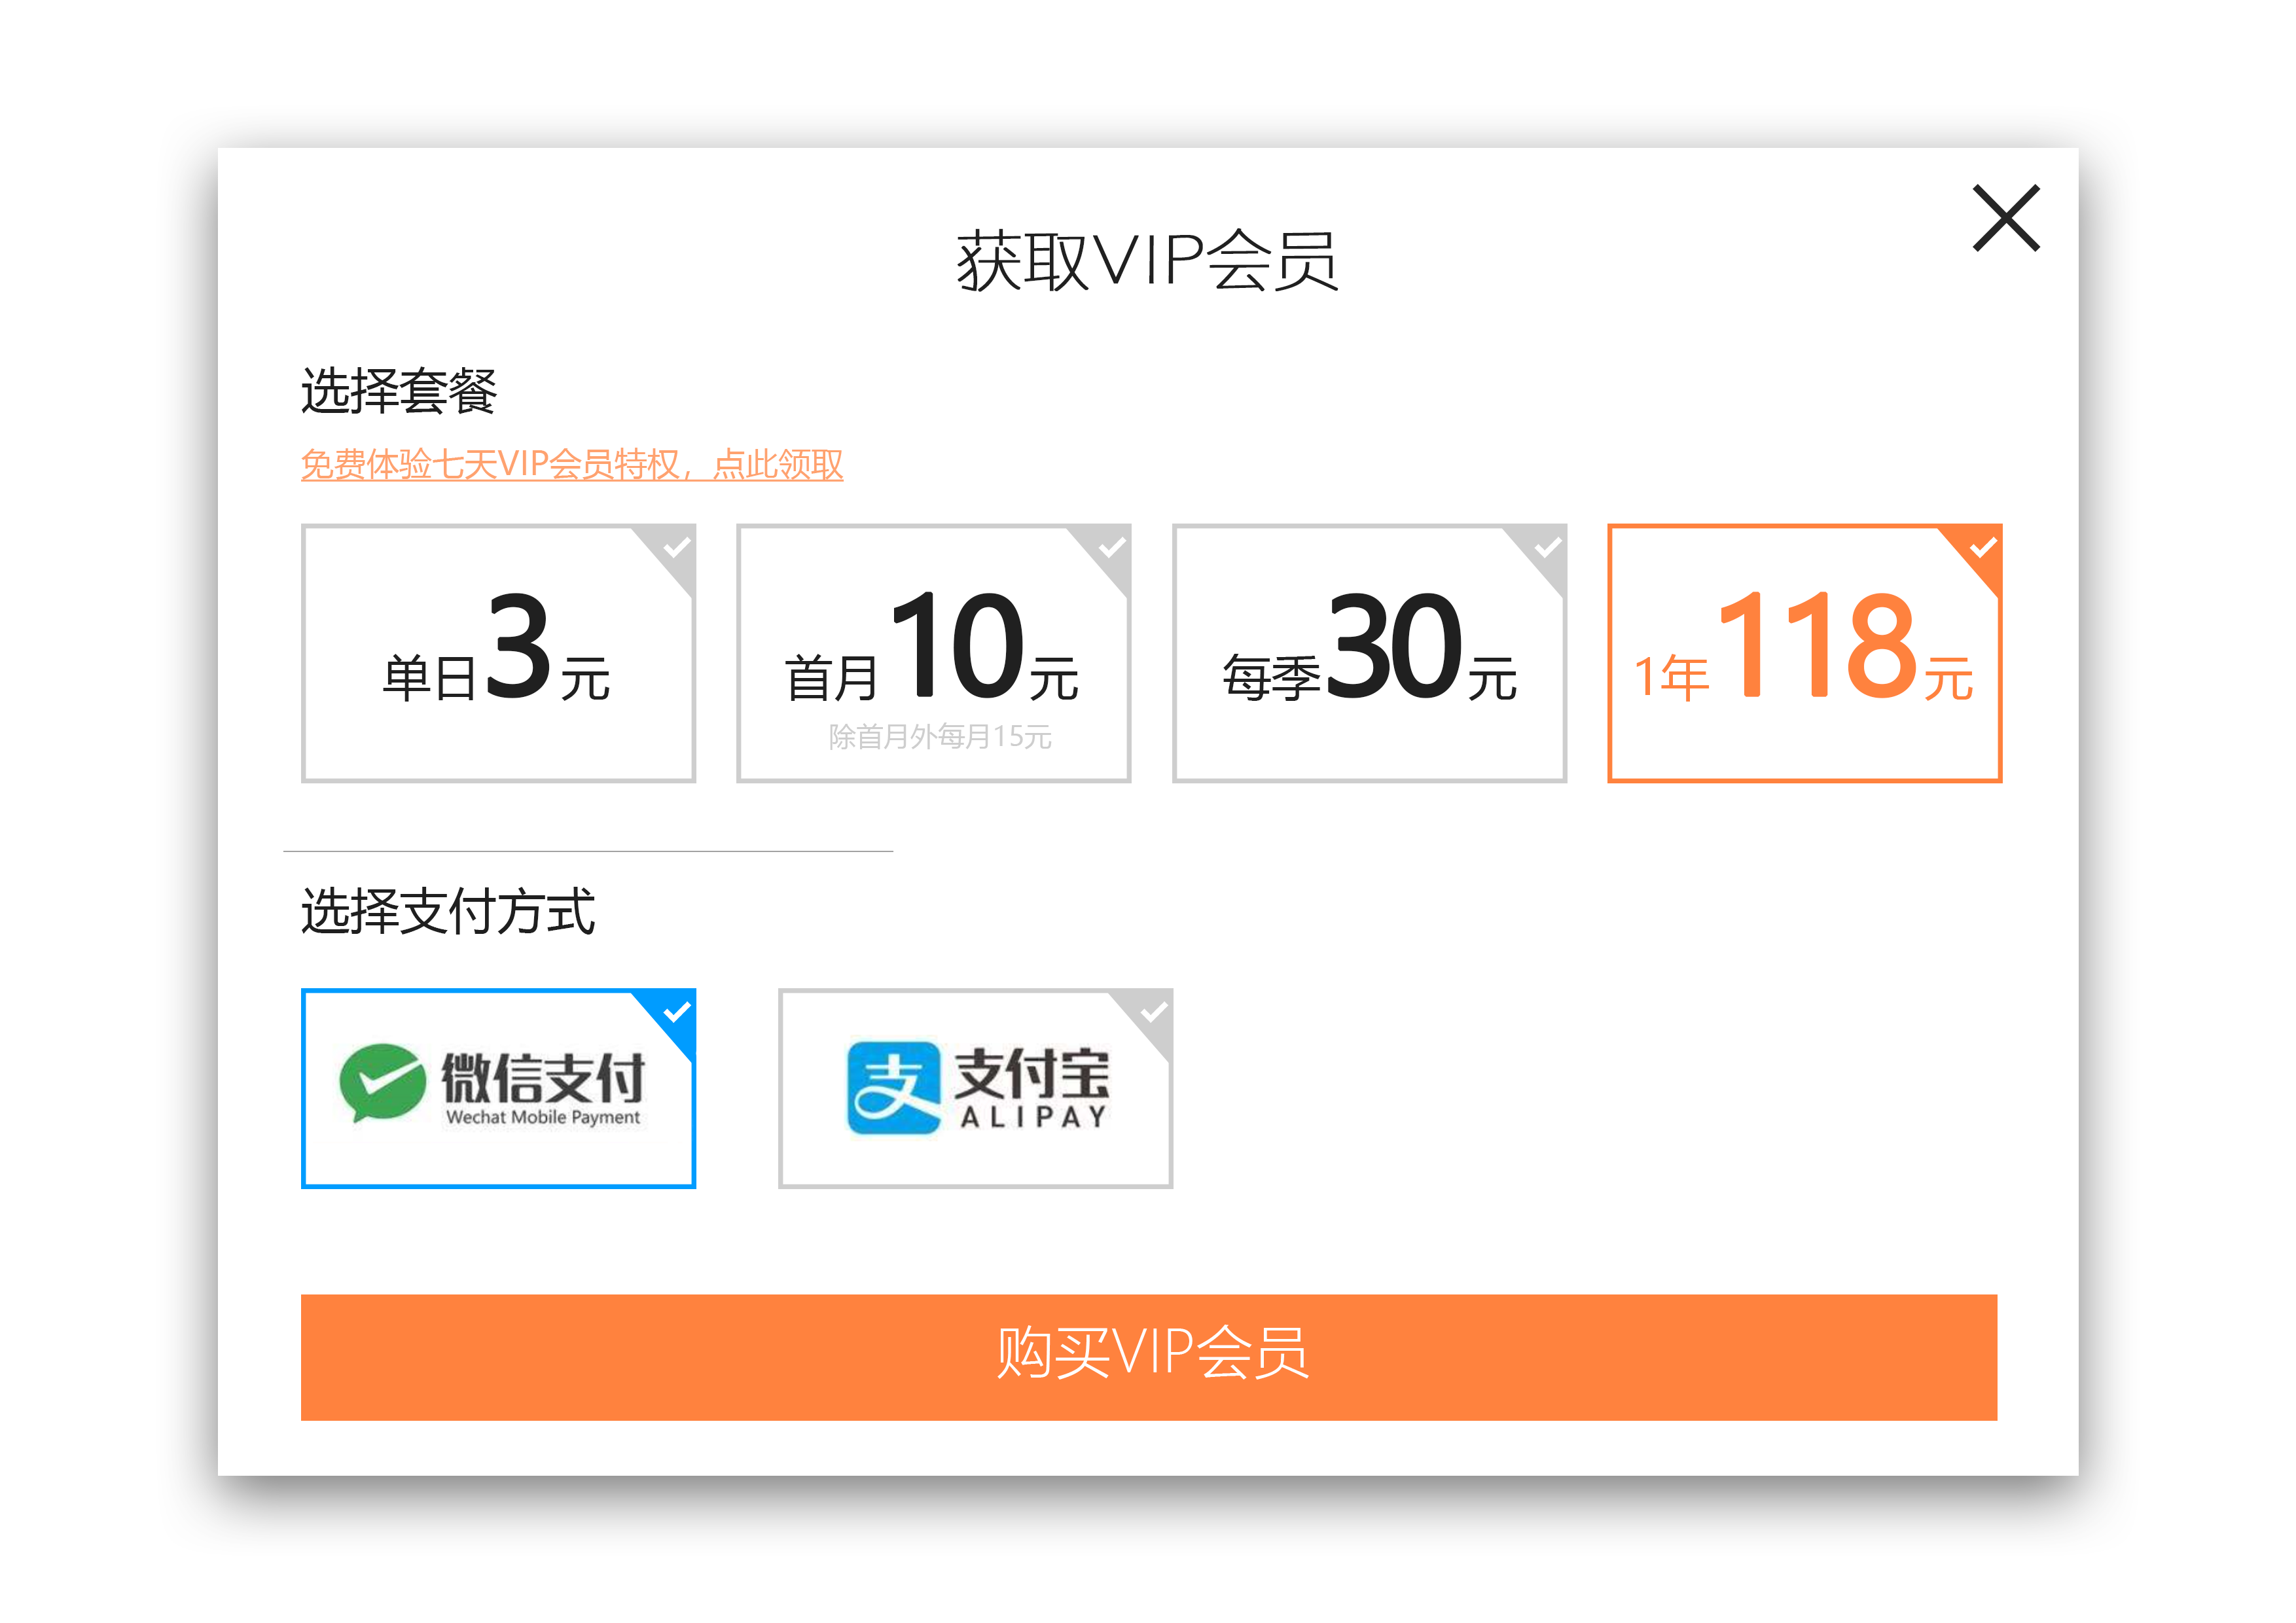 获取VIP会员
选择套餐
免费体验七天VIP会员特权，点此领取
单日3元
首月10元
除首月外每月15元
每季30元
1年118元
选择支付方式
微信支付
Wechat Mobile Payment
支 支付宝
ALIPAY
购买VIP会员